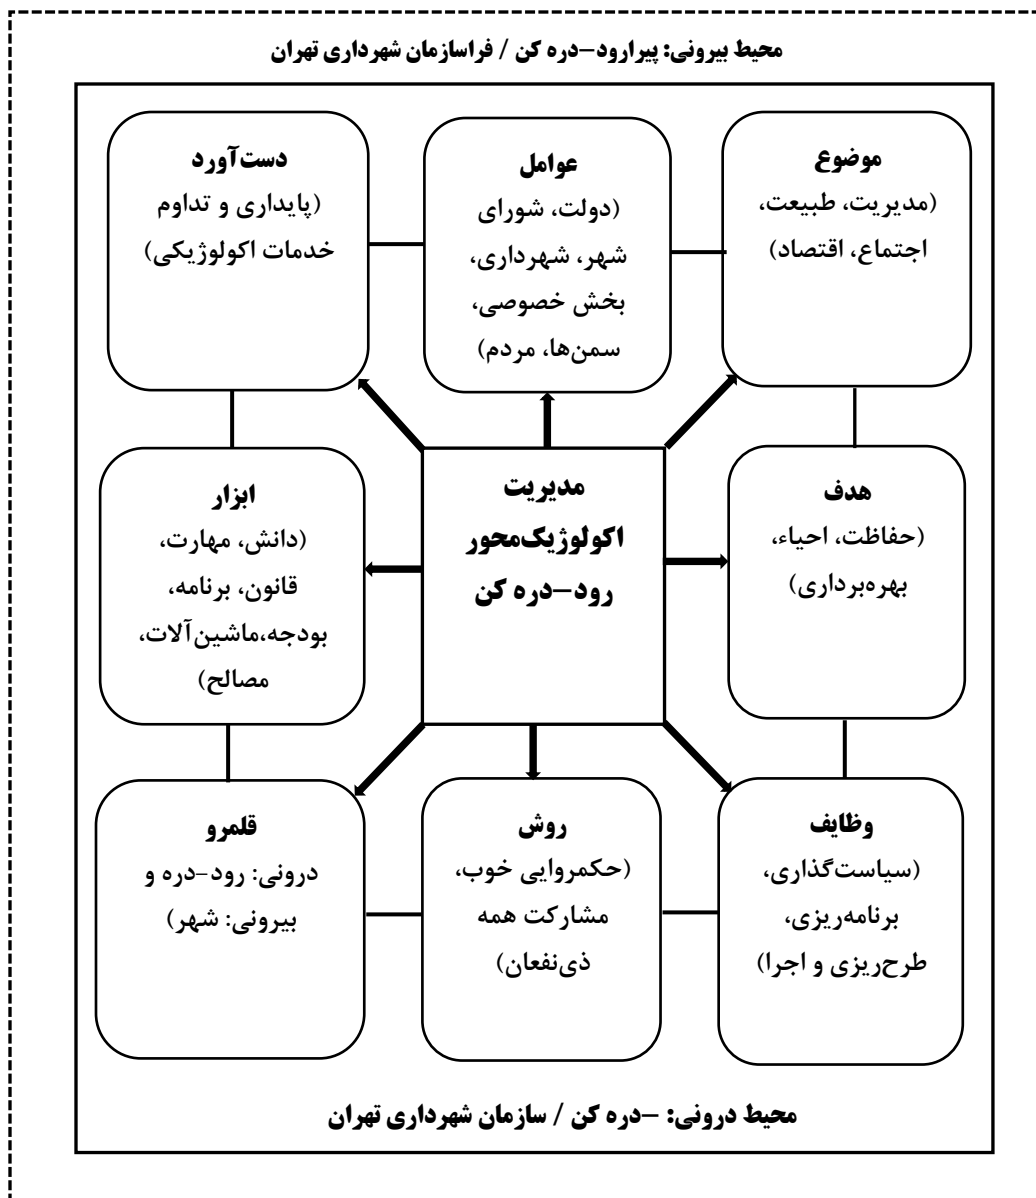 محیط بیرونی: پیرارود–دره کن / فراسازمان شهرداری تهران
موضوع
(مدیریت، طبیعت،
اجتماع، اقتصاد)
عوامل
(دولت، شورای
شهر، شهرداری،
بخش خصوصی،
سمن‌ها، مردم)
دست‌آورد
(پایداری و تداوم
خدمات اکولوژیکی)
هدف
(حفاظت، احیاء،
بهره‌برداری)
مدیریت
اکولوژیک‌محور
رود–دره کن
ابزار
(دانش، مهارت،
قانون، برنامه،
بودجه،ماشین‌آلات،
مصالح)
وظایف
(سیاست‌گذاری،
برنامه‌ریزی،
طرح‌ریزی و اجرا)
روش
(حکمروایی خوب،
مشارکت همه
ذی‌نفعان)
قلمرو
درونی: رود-دره و
بیرونی: شهر)
محیط درونی: –دره کن / سازمان شهرداری تهران